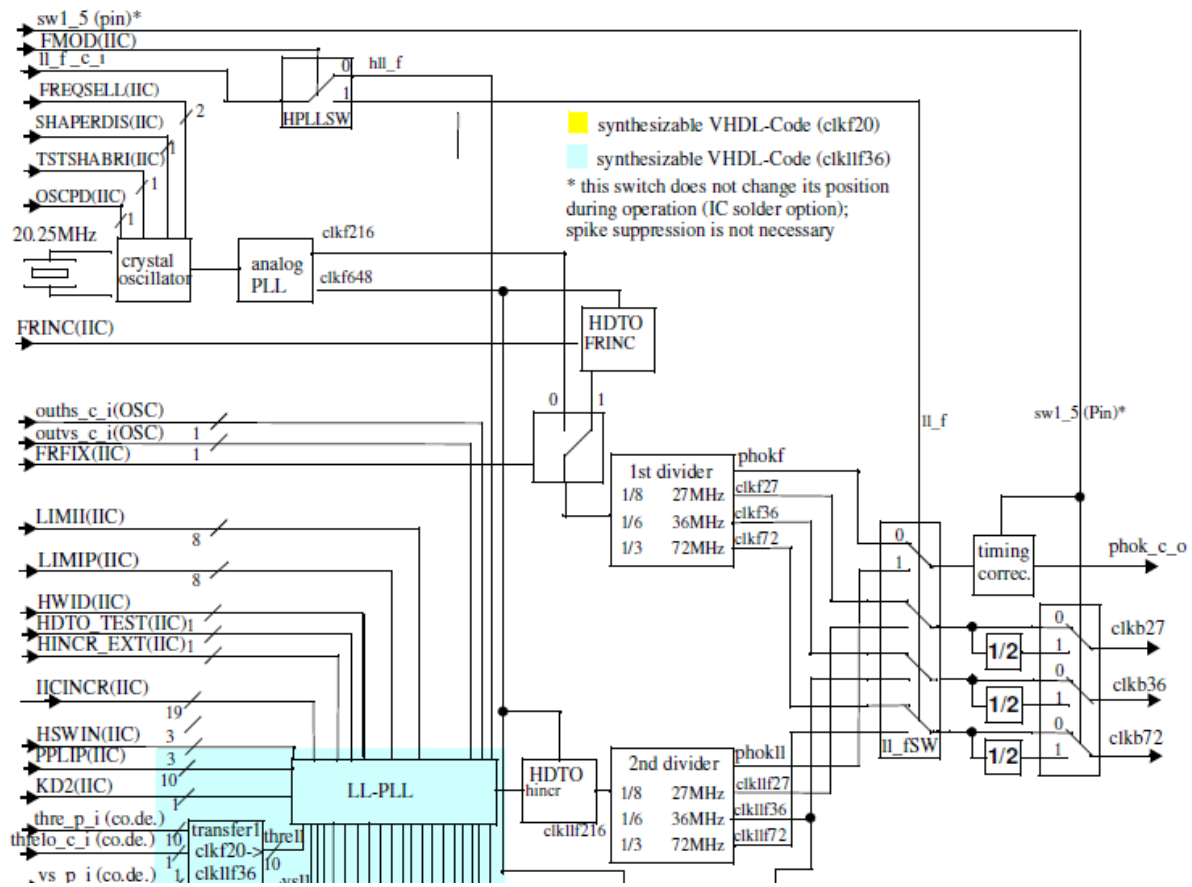 sw1_5 (pin)*
FMOD(IIC)
ll_f_c_i
0
hll_f
1
HPLLSW
FREQSELL(IIC)
2
SHAPERDIS(IIC)
1
TSTSHABRI(IIC)
1
OSCPD(IIC)
1
synthesizable VHDL-Code (clkf20)
synthesizable VHDL-Code (clkllf36)
* this switch does not change its position
during operation (IC solder option);
spike suppression is not necessary
20.25MHz
crystal
oscillator
analog
PLL
clkf216
clkf648
FRINC(IIC)
HDTO
FRINC
0
1
ouths_c_i(OSC)
outvs_c_i(OSC)
1
FRFIX(IIC)
1
ll_f
sw1_5 (Pin)*
1st divider
1/8 27MHz
1/6 36MHz
1/3 72MHz
phokf
clkf27
clkf36
clkf72
LIMII(IIC)
8
LIMIP(IIC)
8
HWID(IIC)
HDTO_TEST(IIC)
1
HINCR_EXT(IIC)
1
IICINCR(IIC)
19
HSWIN(IIC)
3
PPLIP(IIC)
3
10
KD2(IIC)
1
thre_p_i (co.de.)
10
threlo_c_i (co.de.)
1
vs_p_i (co.de.)
1
transfer1
clkf20->
clkllf36
threll
10
vsll
LL-PLL
HDTO
hincr
clkllf216
2nd divider
1/8 27MHz
1/6 36MHz
1/3 72MHz
phokll
clkllf27
clkllf36
clkllf72
0
1
ll_fSW
timing
correc.
phok_c_o
1/2
0
1
clkb27
1/2
0
1
clkb36
1/2
0
1
clkb72